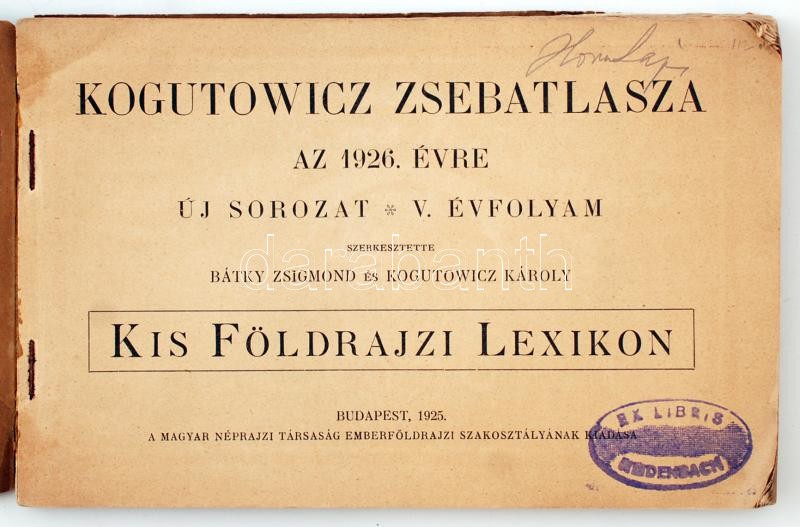 KOGUTOWICZ ZSEBATLASZA
AZ 1926. ÉVRE
ÚJ SOROZAT * V. ÉVFOLYAM
SZERKESZTETTE
BÁTKY ZSIGMOND ÉS KOGUTOWICZ KÁROLY
darabanth
KIS FÖLDRAJZI LEXIKON
BUDAPEST, 1925.
A MAGYAR NÉPRAJZI TÁRSASÁG EMBERFÖLDRAJZI SZAKOSZTÁLYÁNAK KIADÁSA
EX LIBRIS